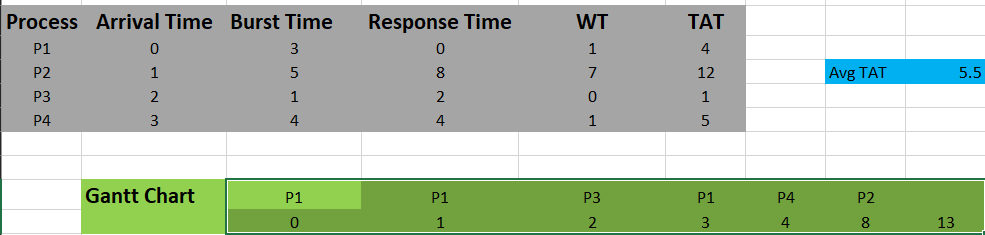 Process Arrival Time Burst Time Response Time WT TAT
P1 0 3 0 1 4
P2 1 5 8 7 12 Avg TAT 5.5
P3 2 1 2 0 1
P4 3 4 4 1 5
Gantt Chart P1 P1 P3 P1 P4 P2
0 1 2 3 4 8 13